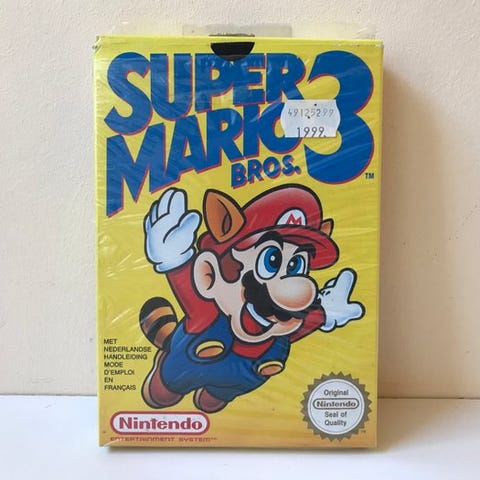 SUPER
MARIO 3
BROS.
TM
49125299
1999.
M
MET
NEDERLANDSE
HANDLEIDING
MODE
D'EMPLOI
EN
FRANÇAIS
Nintendo
ENTERTAINMENT SYSTEM
Original
Nintendo
Seal of
Quality